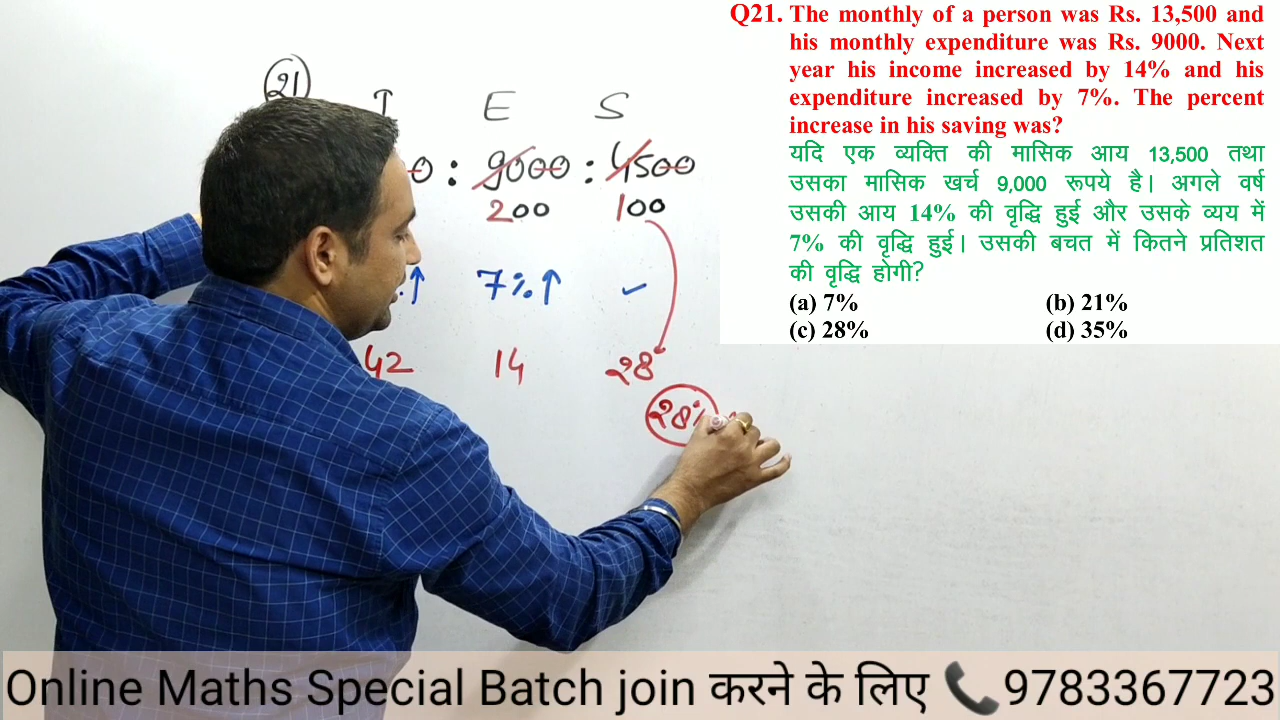 Q21. The monthly of a person was Rs. 13,500 and
his monthly expenditure was Rs. 9000. Next
year his income increased by 14% and his
expenditure increased by 7%. The percent
increase in his saving was?
यदि एक व्यक्ति की मासिक आय 13,500 तथा
उसका मासिक खर्च 9,000 रूपये है। अगले वर्ष
उसकी आय 14% की वृद्धि हुई और उसके व्यय में
7% की वृद्धि हुई। उसकी बचत में कितने प्रतिशत
की वृद्धि होगी?
(a) 7% (b) 21%
(c) 28% (d) 35%
21
I E S
0 : 9000 : 4500
200 100
↑ 7%↑ ✓
42 14 28
28%
Online Maths Special Batch join करने के लिए 📞9783367723